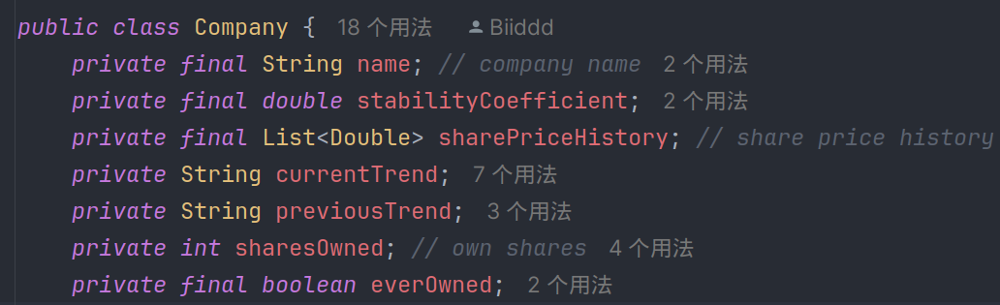 public class Company { 18 个用法 Biiddd
private final String name; // company name 2 个用法
private final double stabilityCoefficient; 2 个用法
private final List<Double> sharePriceHistory; // share price history
private String currentTrend; 7 个用法
private String previousTrend; 3 个用法
private int sharesOwned; // own shares 4 个用法
private final boolean everOwned; 2 个用法